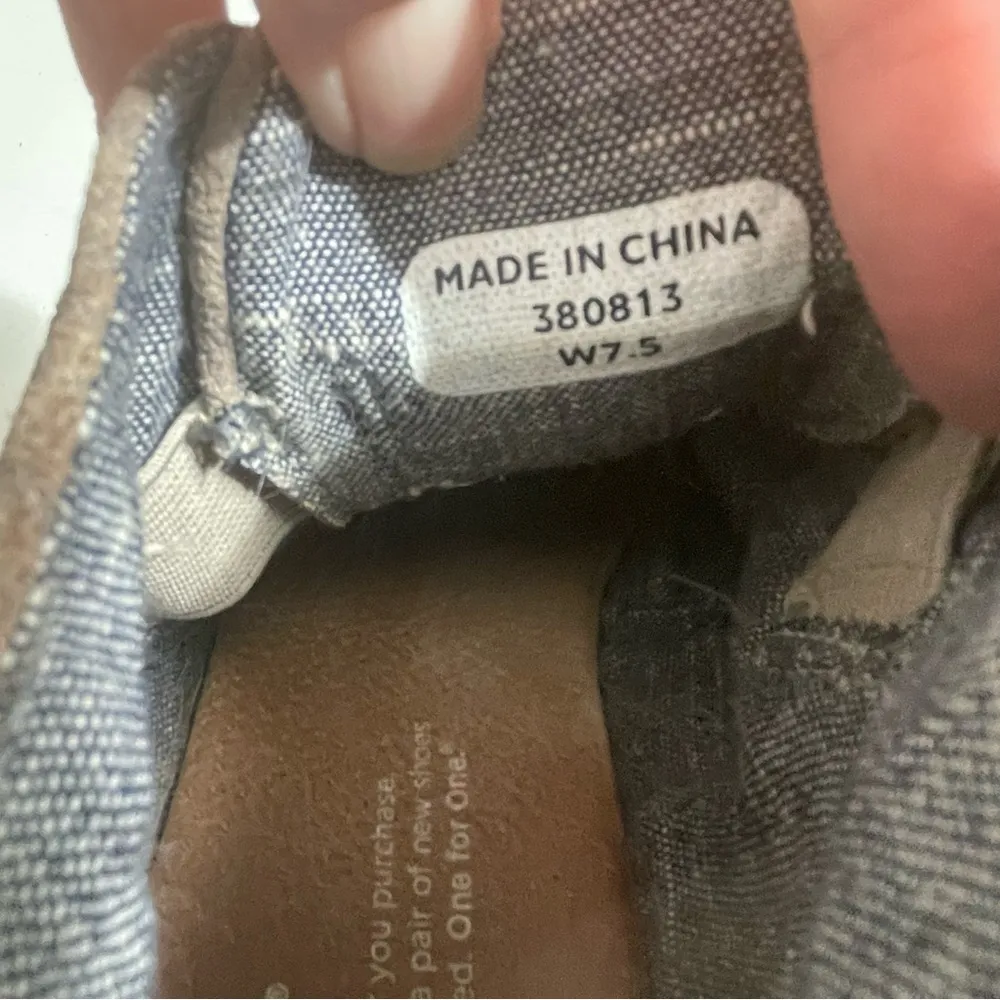 MADE IN CHINA
380813
W7.5
you purchase,
a pair of new shoes
ed. One for One.®
®